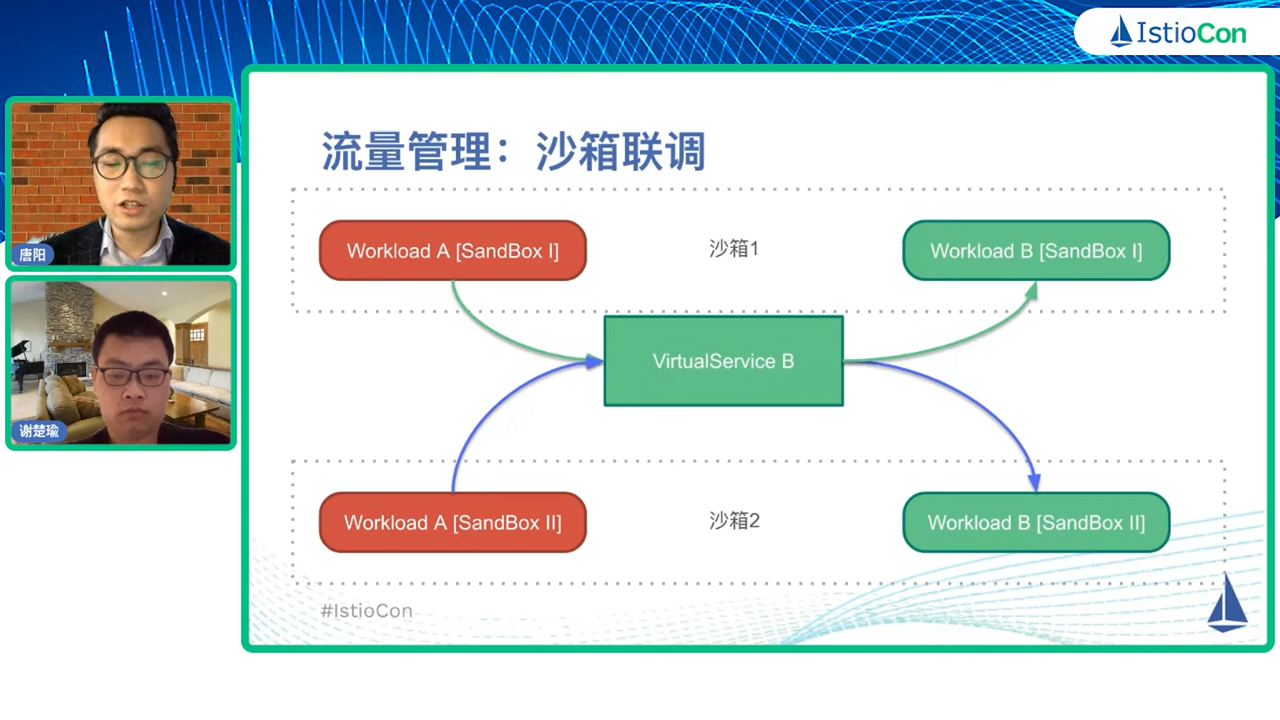 IstioCon
唐阳
谢楚瑜
流量管理：沙箱联调
Workload A [SandBox I]
沙箱1
Workload B [SandBox I]
VirtualService B
Workload A [SandBox II]
沙箱2
Workload B [SandBox II]
#IstioCon